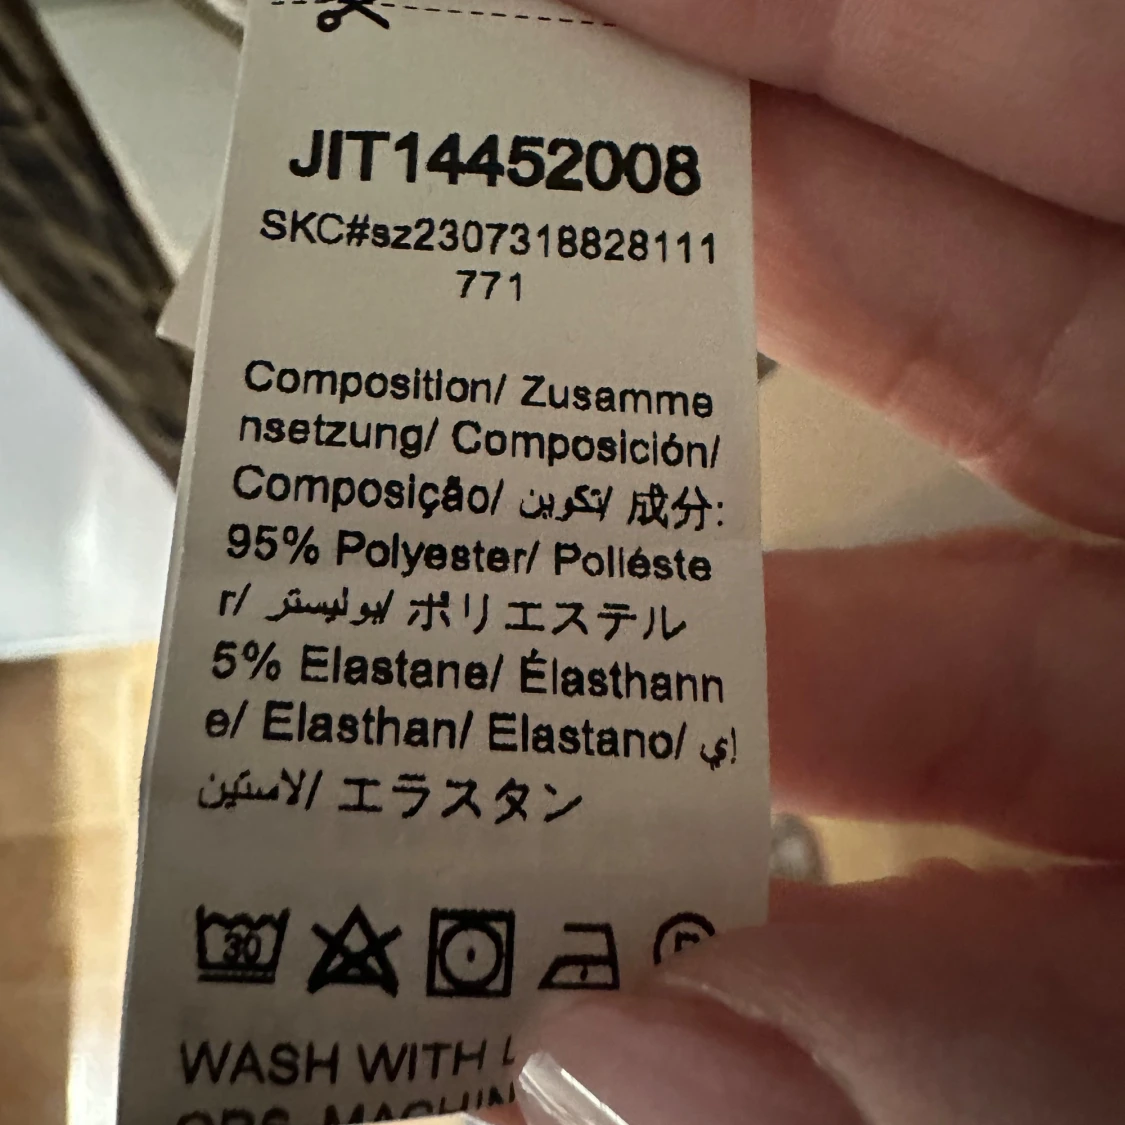 JIT14452008
SKC#sz2307318828111
771
Composition/ Zusamme
nsetzung/ Composición/
Composição/ تكوين/ 成分:
95% Polyester/ Poliéste
r/ بوليستر/ ポリエステル
5% Elastane/ Élasthann
e/ Elasthan/ Elastano/ إي
لاستين/ エラスタン
30
WASH WITH